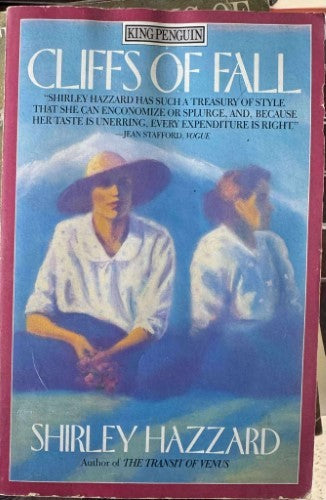 KING PENGUIN
CLIFFS OF FALL
"SHIRLEY HAZZARD HAS SUCH A TREASURY OF STYLE
THAT SHE CAN ENCONOMIZE OR SPLURGE, AND, BECAUSE
HER TASTE IS UNERRING, EVERY EXPENDITURE IS RIGHT."
—JEAN STAFFORD, VOGUE
SHIRLEY HAZZARD
Author of THE TRANSIT OF VENUS